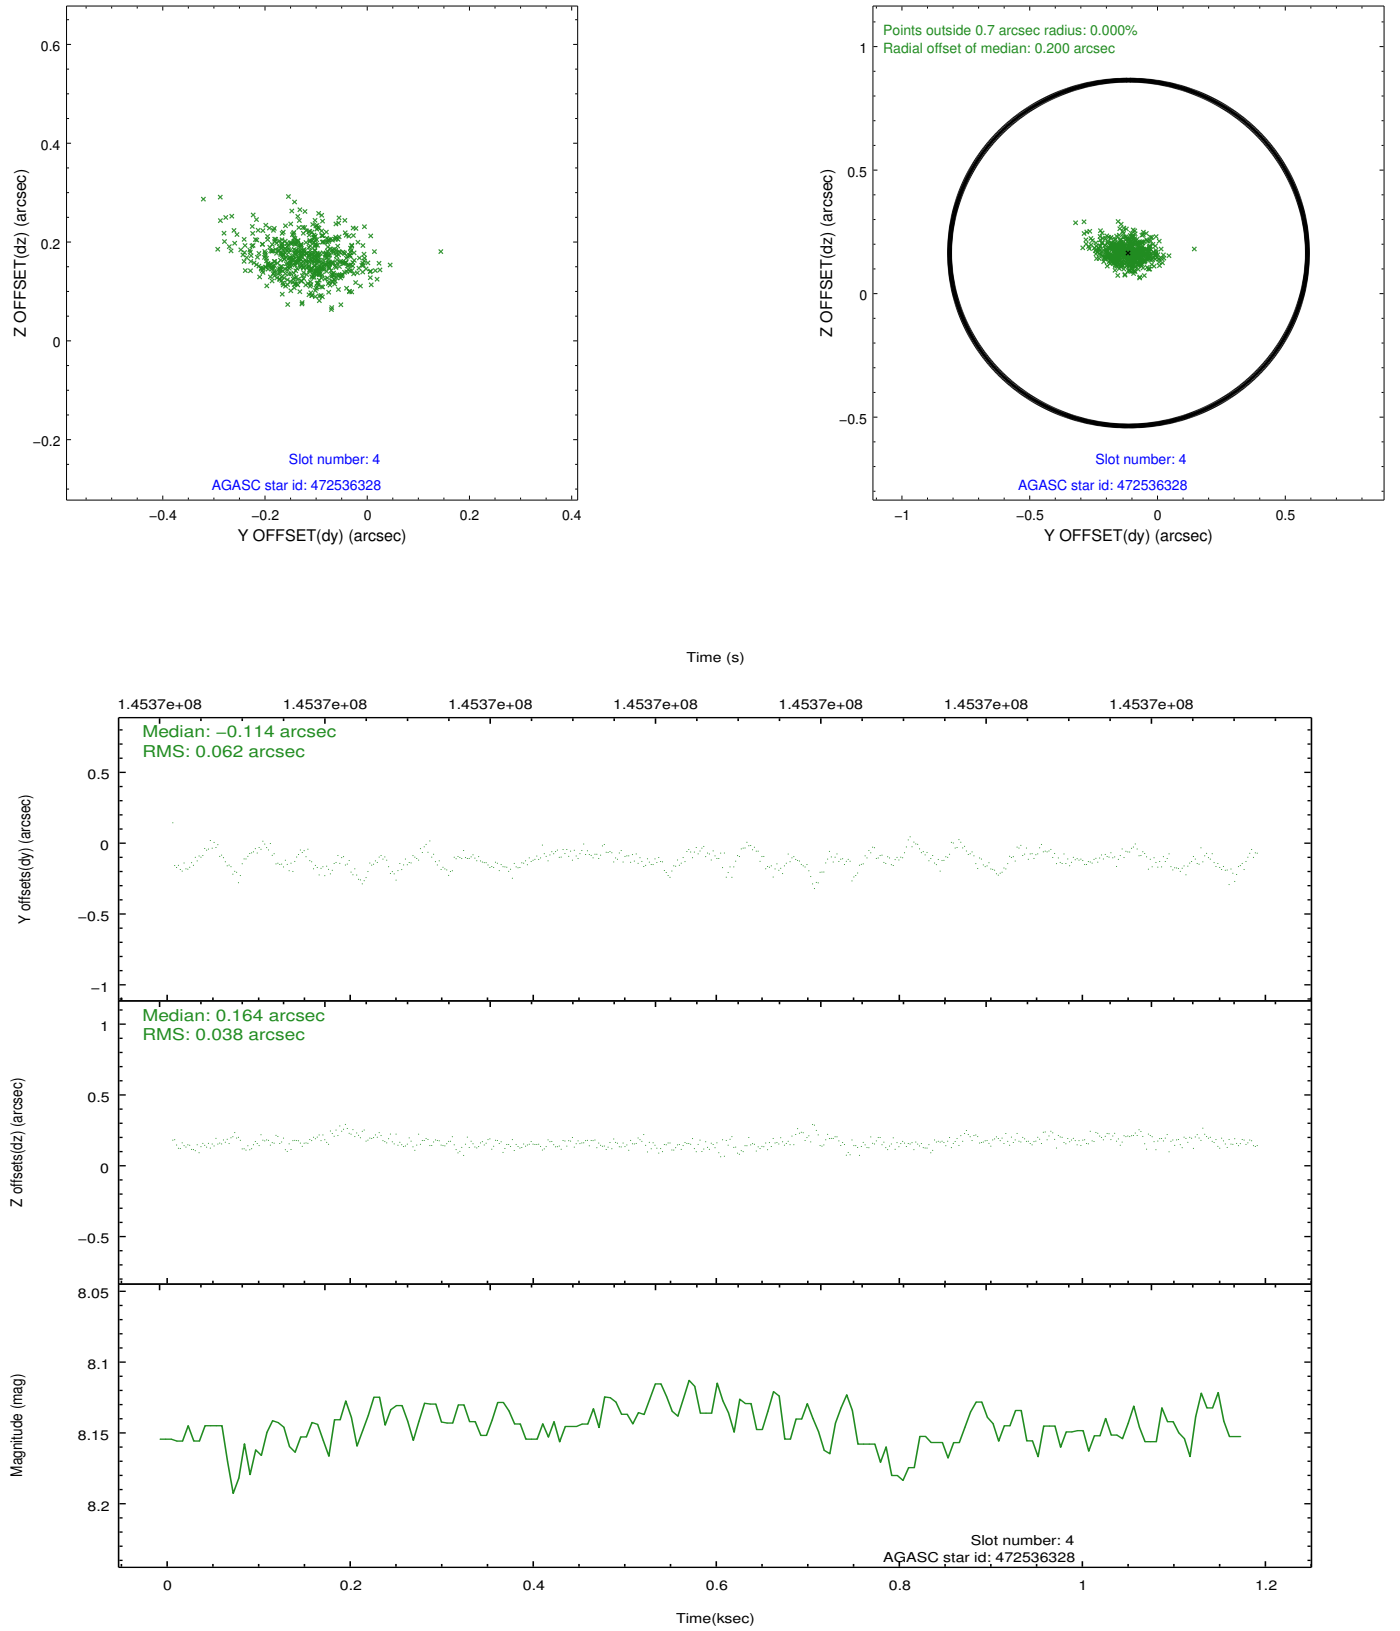 0.6
0.4
0.2
0
−0.2
Z OFFSET(dz) (arcsec)
Slot number: 4
AGASC star id: 472536328
−0.4 −0.2 0 0.2 0.4
Y OFFSET(dy) (arcsec)
Points outside 0.7 arcsec radius: 0.000%
Radial offset of median: 0.200 arcsec
1
0.5
0
−0.5
Z OFFSET(dz) (arcsec)
Slot number: 4
AGASC star id: 472536328
−1 −0.5 0 0.5
Y OFFSET(dy) (arcsec)
Time (s)
1.4537e+08 1.4537e+08 1.4537e+08 1.4537e+08 1.4537e+08 1.4537e+08 1.4537e+08
Median: −0.114 arcsec
RMS: 0.062 arcsec
0.5
0
−0.5
−1
Y offsets(dy) (arcsec)
Median: 0.164 arcsec
RMS: 0.038 arcsec
1
0.5
0
−0.5
Z offsets(dz) (arcsec)
8.05
8.1
8.15
8.2
Magnitude (mag)
Slot number: 4
AGASC star id: 472536328
0 0.2 0.4 0.6 0.8 1 1.2
Time(ksec)